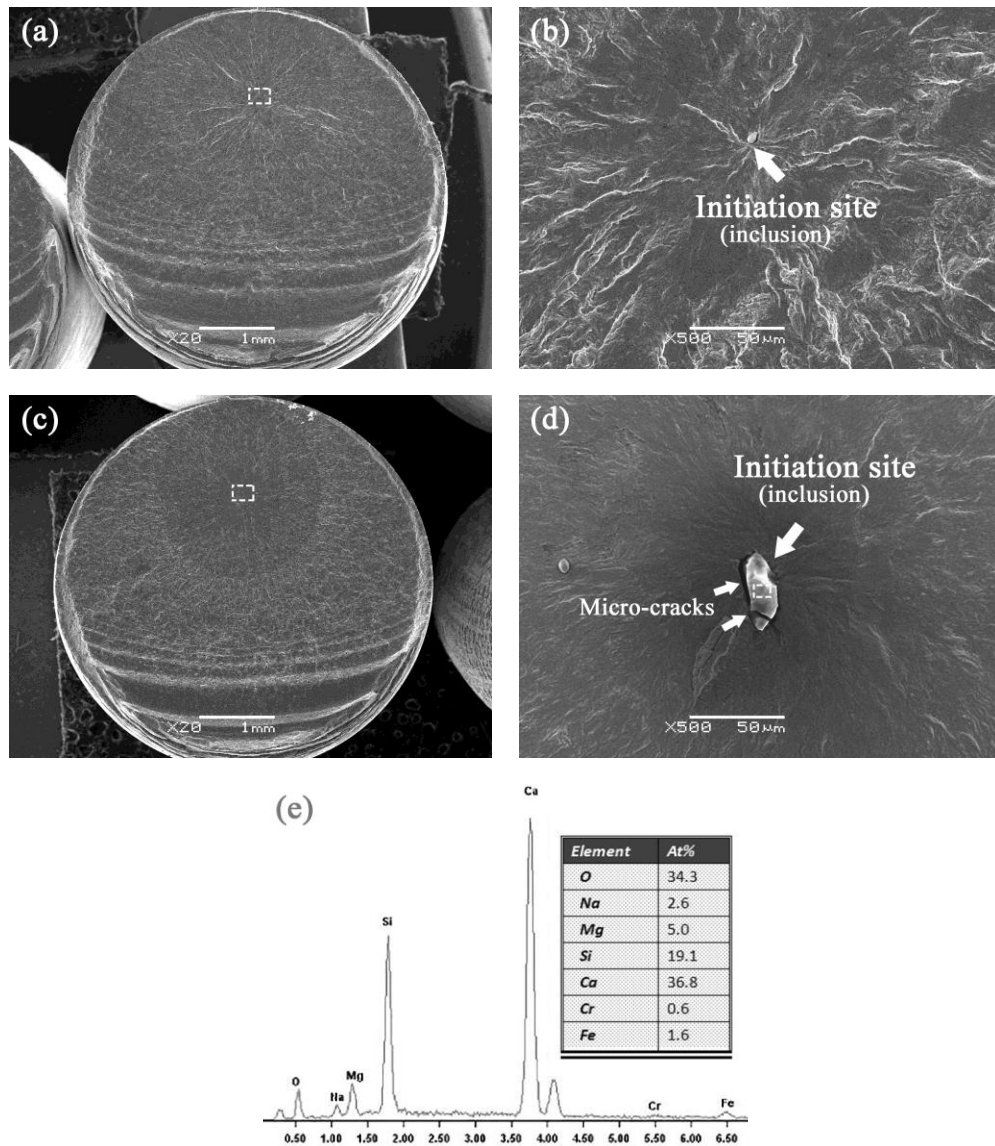 (a)
X20 1mm
(b)
Initiation site
(inclusion)
X500 50µm
(c)
X20 1mm
(d)
Initiation site
(inclusion)
Micro-cracks
X500 50µm
(e)
Ca
Si
O
Na
Mg
Cr
Fe
Element At%
O 34.3
Na 2.6
Mg 5.0
Si 19.1
Ca 36.8
Cr 0.6
Fe 1.6
0.50 1.00 1.50 2.00 2.50 3.00 3.50 4.00 4.50 5.00 5.50 6.00 6.50